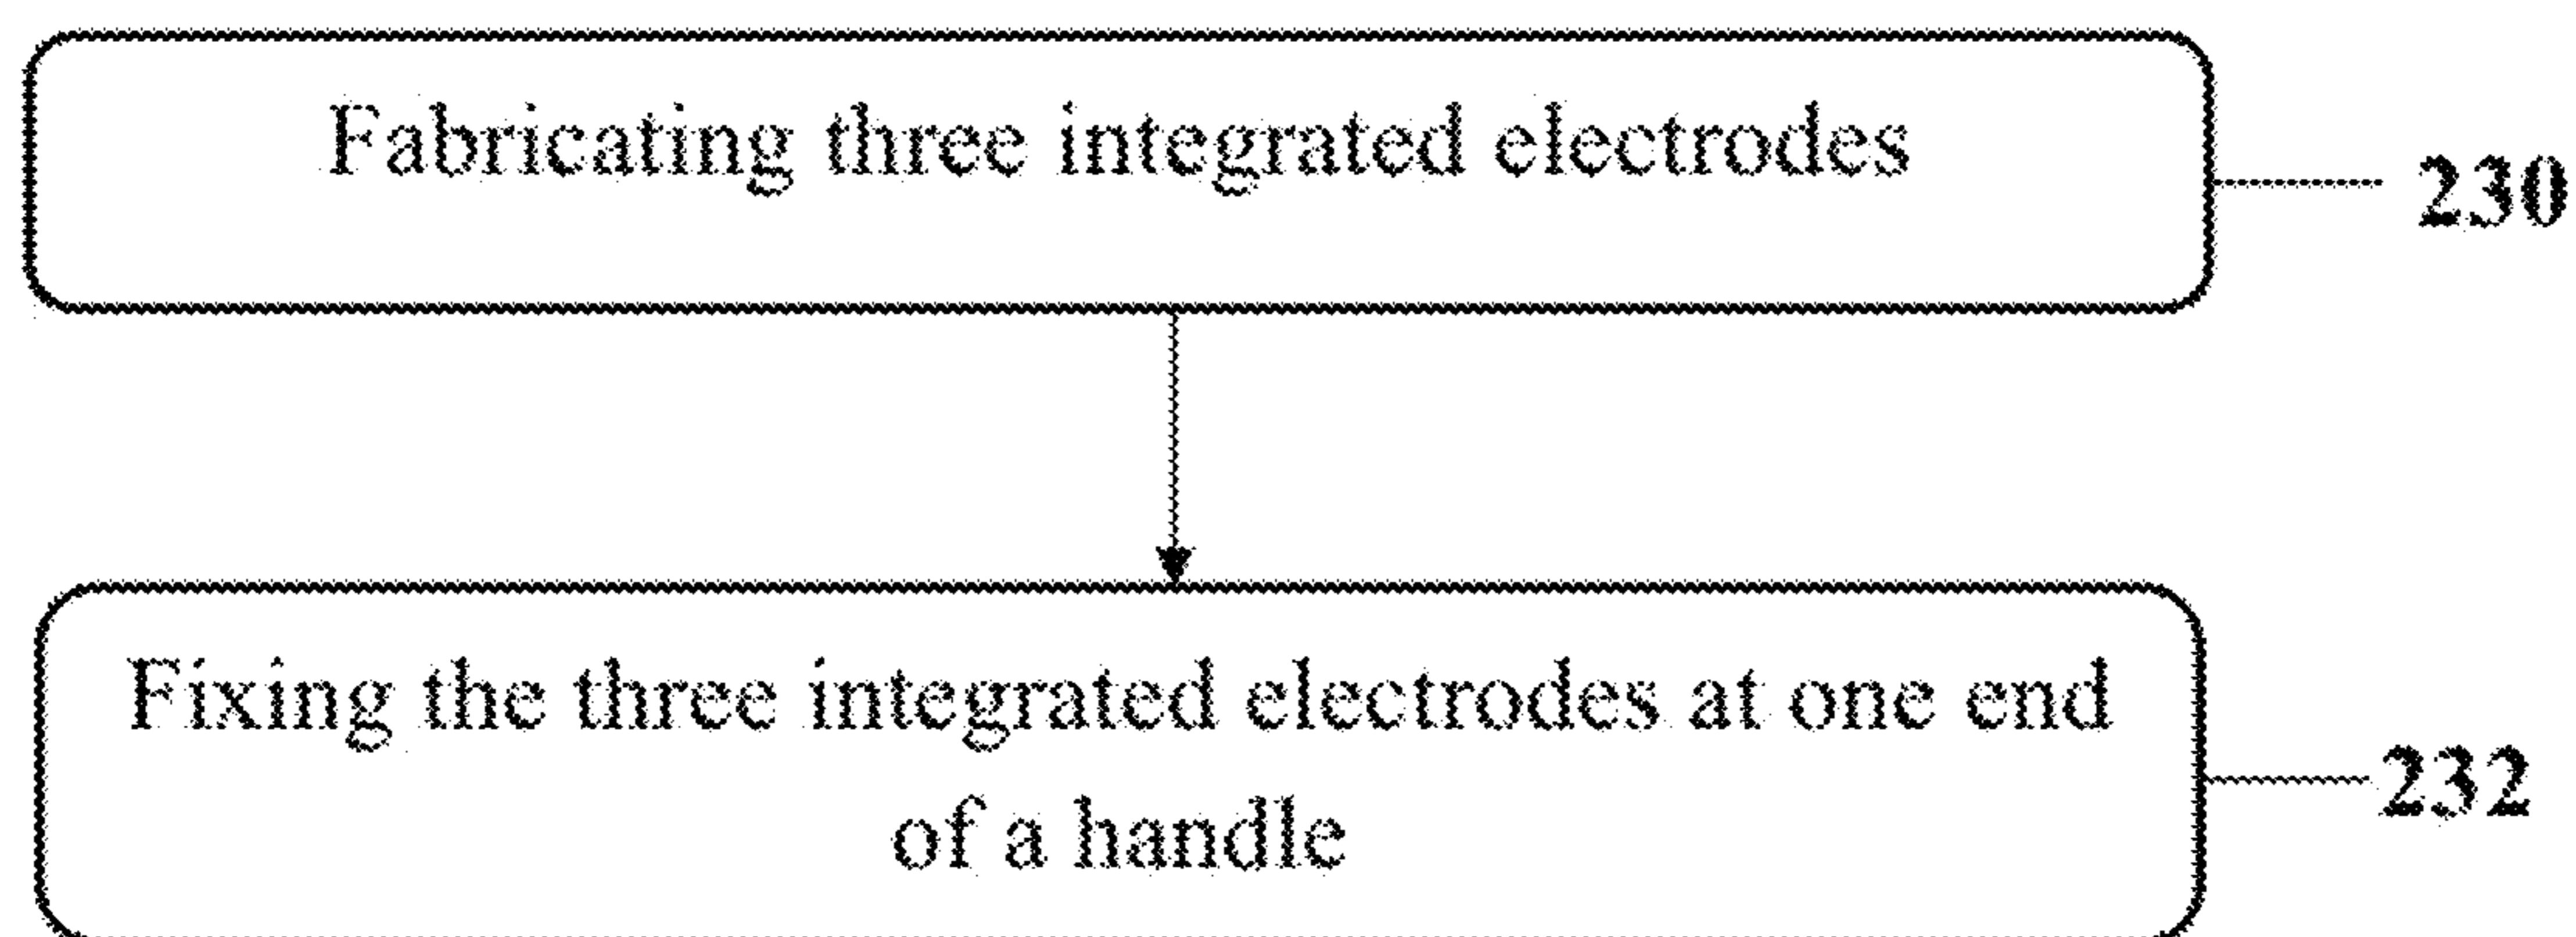 Fabricating three integrated electrodes
230
Fixing the three integrated electrodes at one end
of a handle
232